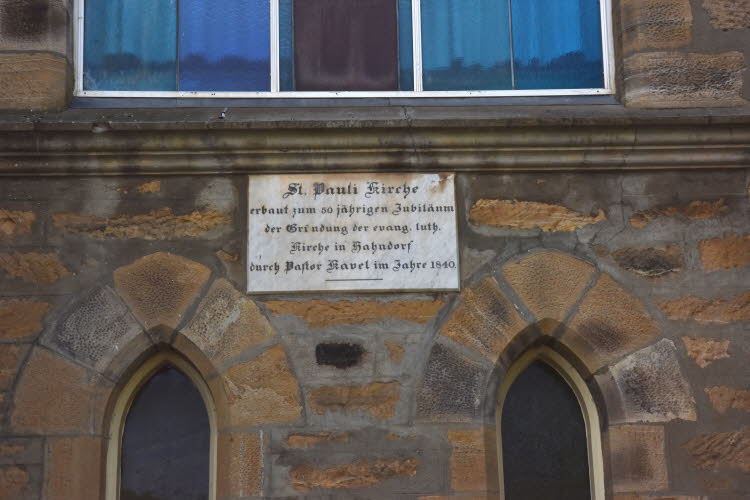 St. Pauli Kirche
erbaut zum 50 jährigen Jubiläum
der Gründung der evang. luth.
Kirche in Hahndorf
durch Pastor Kavel im Jahre 1840.